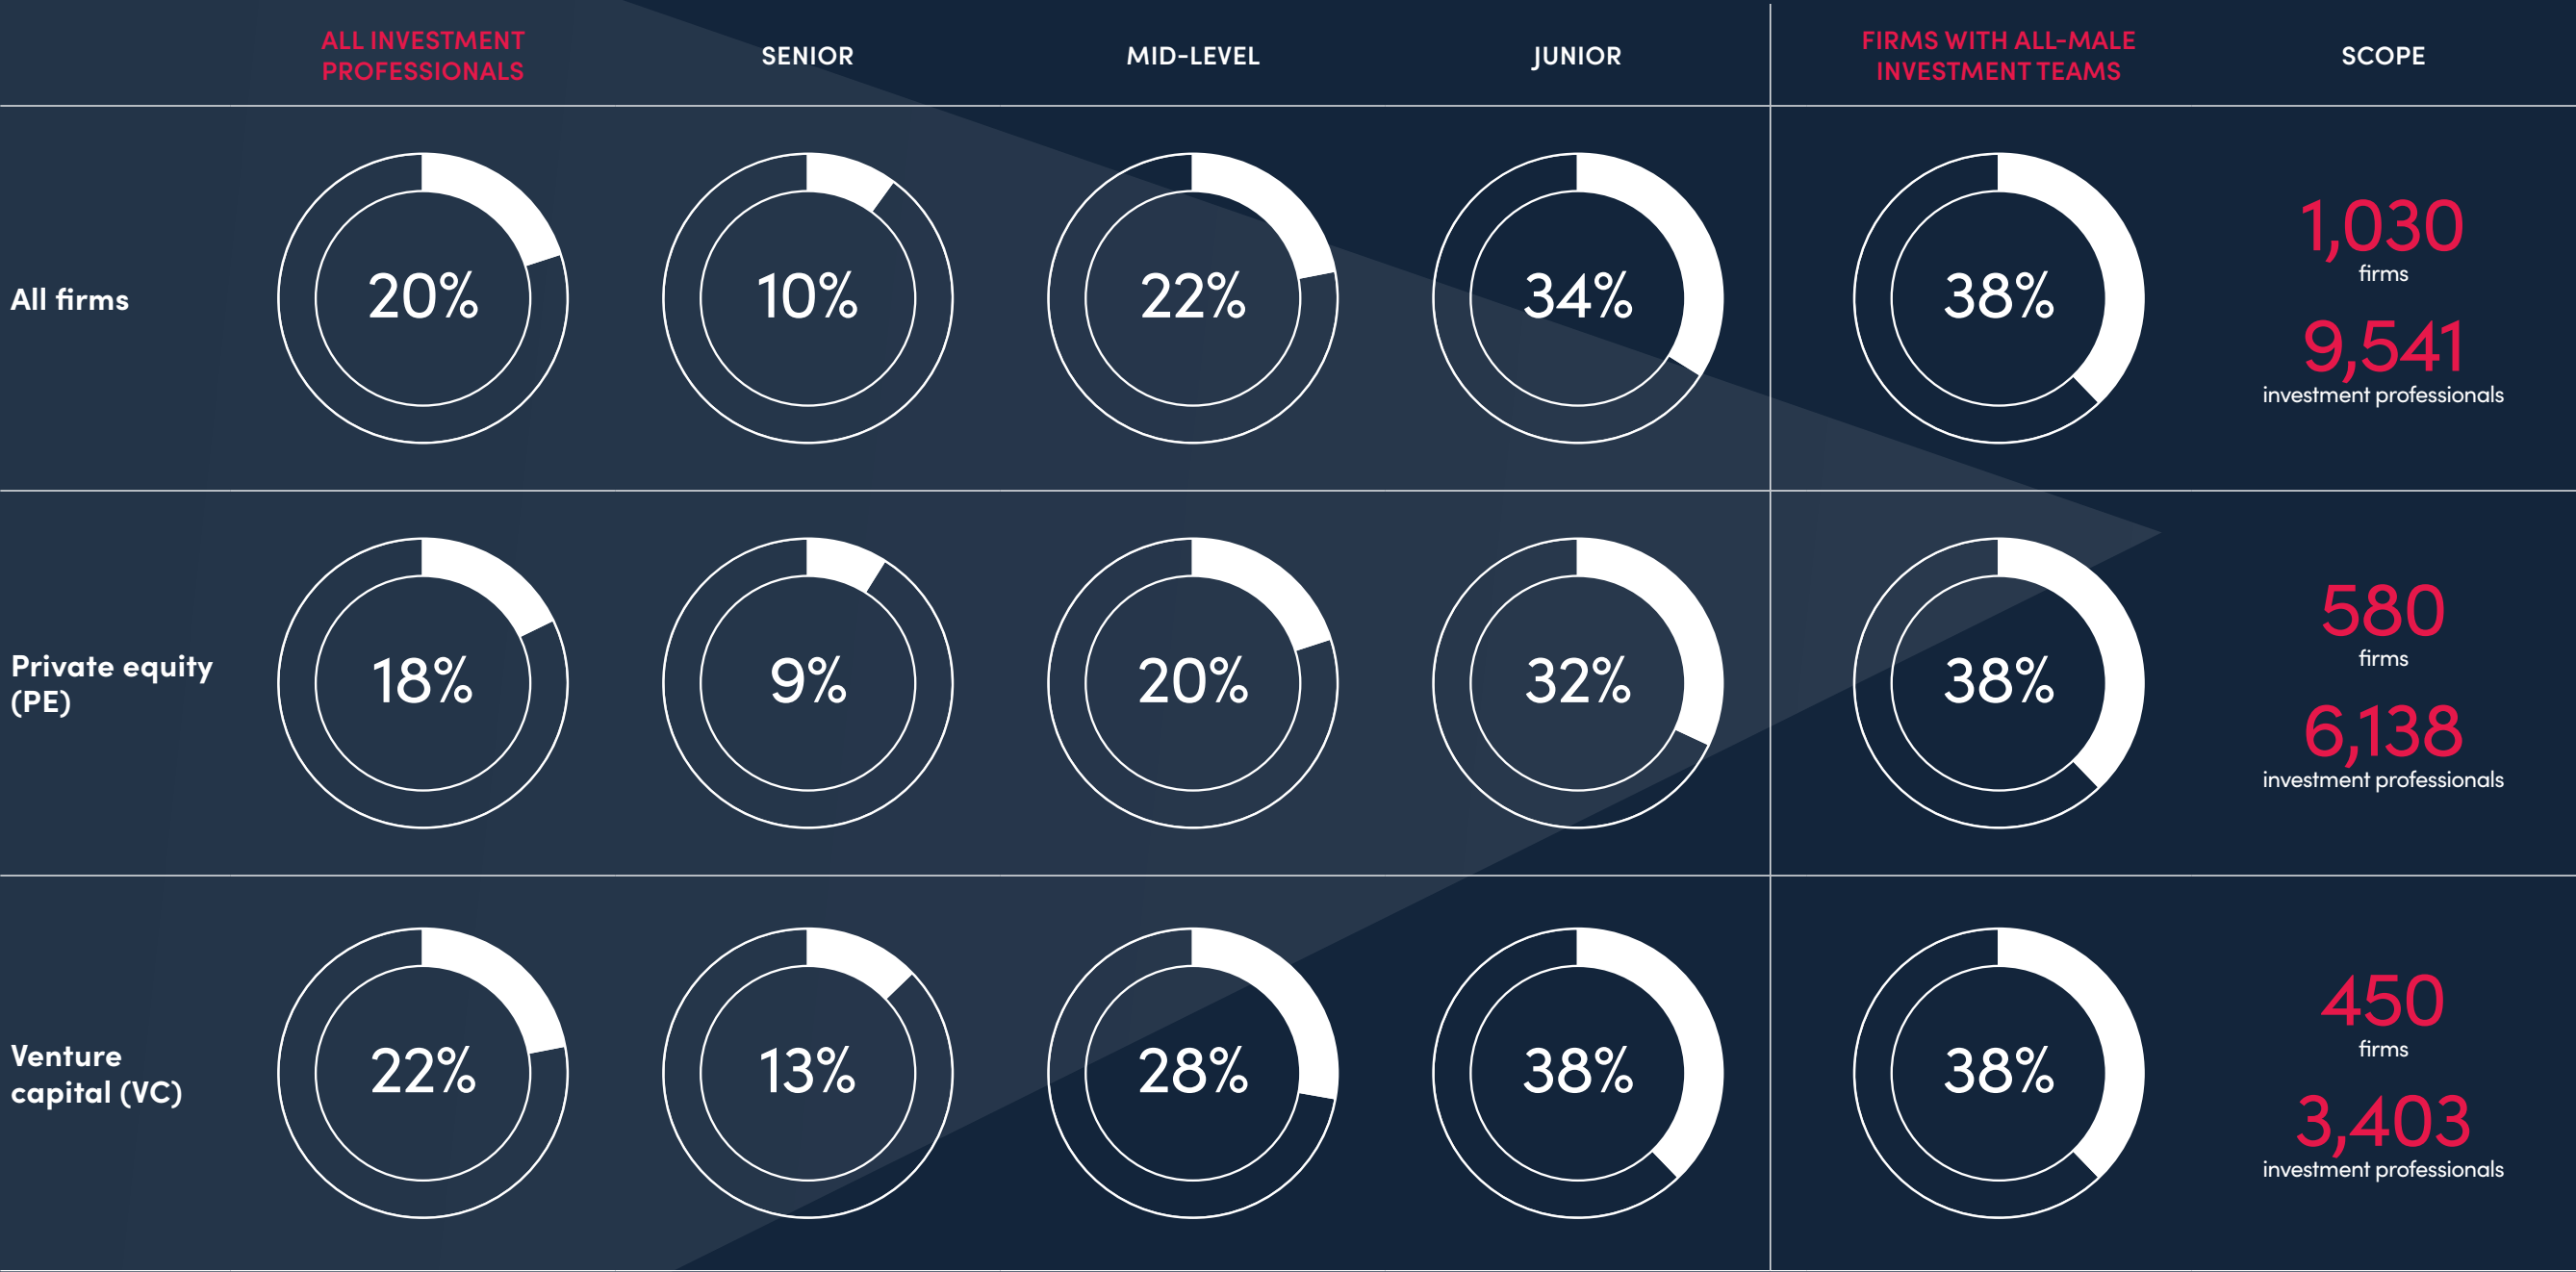 ALL INVESTMENT
PROFESSIONALS
SENIOR
MID-LEVEL
JUNIOR
FIRMS WITH ALL-MALE
INVESTMENT TEAMS
SCOPE
All firms
20%
10%
22%
34%
38%
1,030
firms
9,541
investment professionals
Private equity
(PE)
18%
9%
20%
32%
38%
580
firms
6,138
investment professionals
Venture
capital (VC)
22%
13%
28%
38%
38%
450
firms
3,403
investment professionals